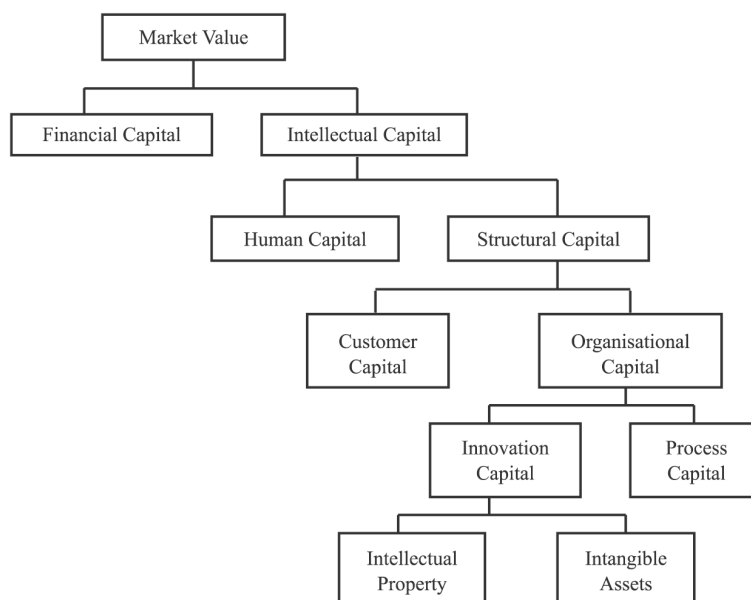 Market Value
Financial Capital
Intellectual Capital
Human Capital
Structural Capital
Customer
Capital
Organisational
Capital
Innovation
Capital
Process
Capital
Intellectual
Property
Intangible
Assets